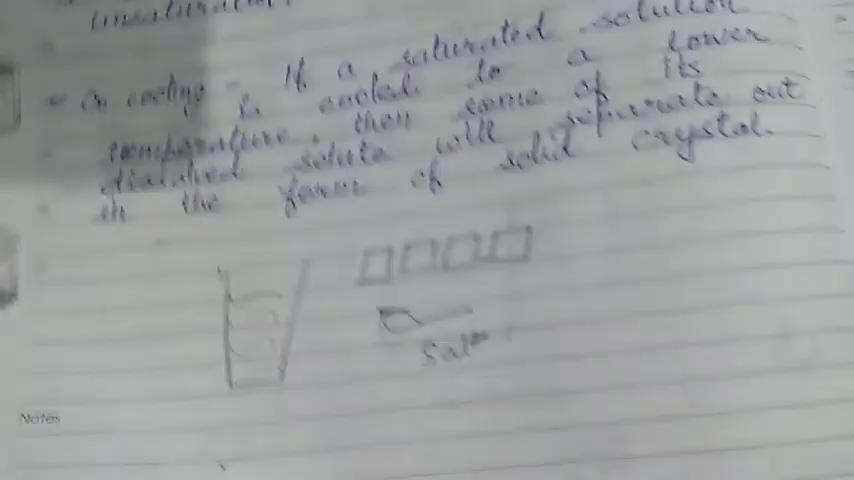 unsaturated.
On cooling - If a saturated solution
is cooled to a lower
temperature, then some of its
dissolved solute will separate out
in the form of solid crystal.
Notes